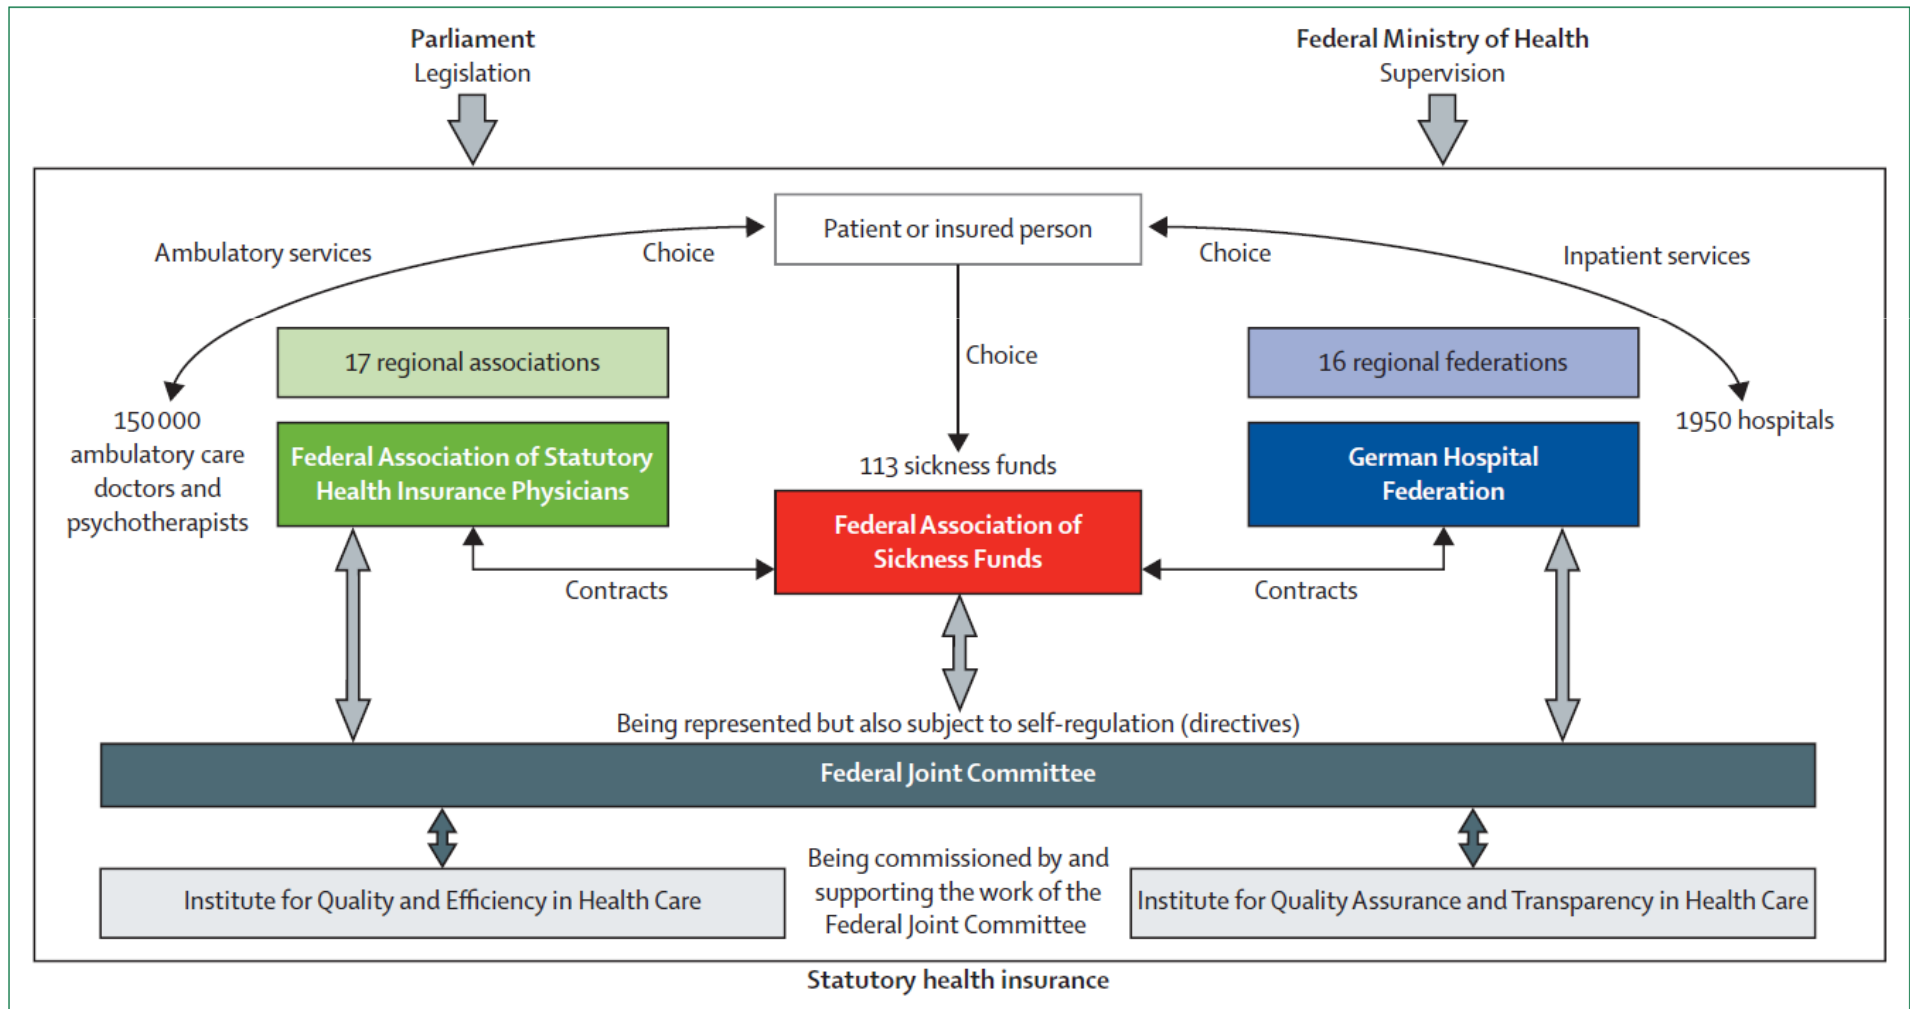 Parliament
Legislation
Federal Ministry of Health
Supervision
Patient or insured person
Ambulatory services
Choice
Choice
Inpatient services
17 regional associations
Choice
16 regional federations
150 000
ambulatory care
doctors and
psychotherapists
Federal Association of Statutory
Health Insurance Physicians
113 sickness funds
Federal Association of
Sickness Funds
German Hospital
Federation
1950 hospitals
Contracts
Contracts
Being represented but also subject to self-regulation (directives)
Federal Joint Committee
Institute for Quality and Efficiency in Health Care
Being commissioned by and
supporting the work of the
Federal Joint Committee
Institute for Quality Assurance and Transparency in Health Care
Statutory health insurance